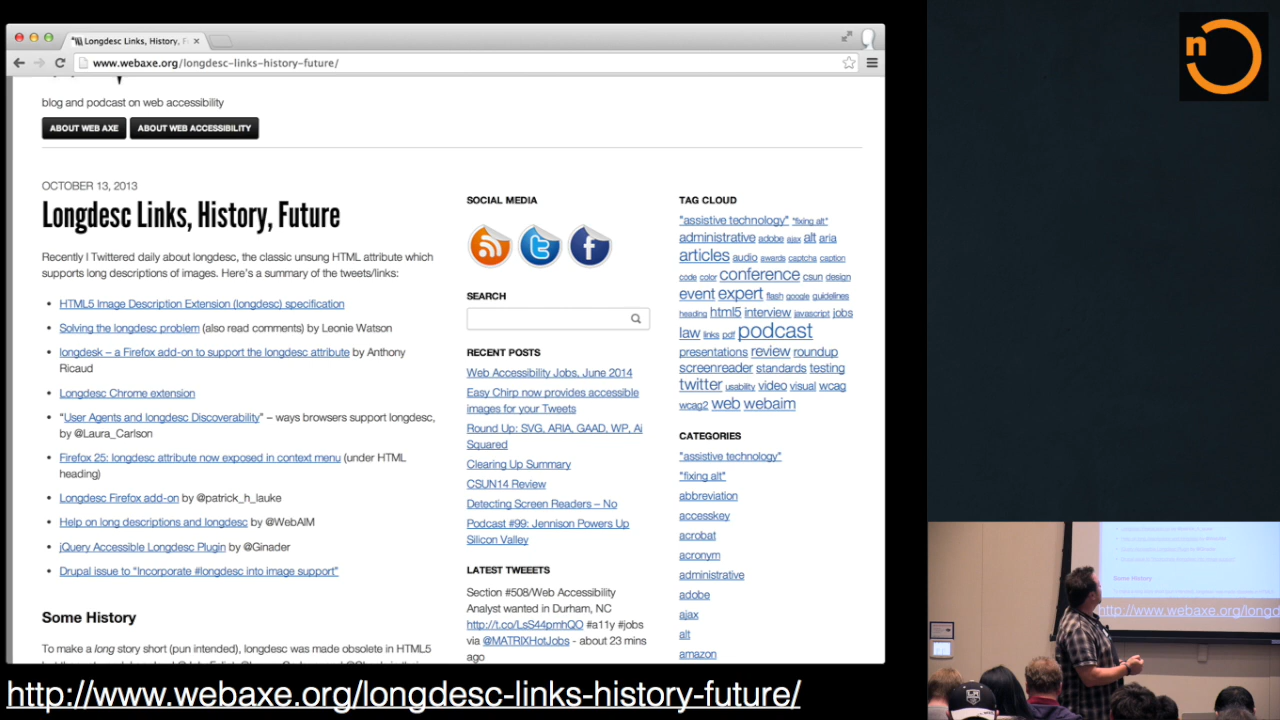 Longdesc Links, History, F
www.webaxe.org/longdesc-links-history-future/
blog and podcast on web accessibility
ABOUT WEB AXE
ABOUT WEB ACCESSIBILITY
OCTOBER 13, 2013
Longdesc Links, History, Future
Recently I Twittered daily about longdesc, the classic unsung HTML attribute which
supports long descriptions of images. Here's a summary of the tweets/links:
• HTML5 Image Description Extension (longdesc) specification
• Solving the longdesc problem (also read comments) by Leonie Watson
• longdesk – a Firefox add-on to support the longdesc attribute by Anthony
Ricaud
• Longdesc Chrome extension
• “User Agents and longdesc Discoverability” – ways browsers support longdesc,
by @Laura_Carlson
• Firefox 25: longdesc attribute now exposed in context menu (under HTML
heading)
• Longdesc Firefox add-on by @patrick_h_lauke
• Help on long descriptions and longdesc by @WebAIM
• jQuery Accessible Longdesc Plugin by @Ginader
• Drupal issue to “Incorporate #longdesc into image support”
Some History
To make a long story short (pun intended), longdesc was made obsolete in HTML5
SOCIAL MEDIA
SEARCH
RECENT POSTS
Web Accessibility Jobs, June 2014
Easy Chirp now provides accessible
images for your Tweets
Round Up: SVG, ARIA, GAAD, WP, Ai
Squared
Clearing Up Summary
CSUN14 Review
Detecting Screen Readers – No
Podcast #99: Jennison Powers Up
Silicon Valley
LATEST TWEEETS
Section #508/Web Accessibility
Analyst wanted in Durham, NC
http://t.co/LsS44pmhQO #a11y #jobs
via @MATRIXHotJobs - about 23 mins
ago
TAG CLOUD
"assistive technology" "fixing alt"
administrative adobe ajax alt aria
articles audio awards captcha caption
code color conference csun design
event expert flash google guidelines
heading html5 interview javascript jobs
law links pdf podcast
presentations review roundup
screenreader standards testing
twitter usability video visual wcag
wcag2 web webaim
CATEGORIES
"assistive technology"
"fixing alt"
abbreviation
accesskey
acrobat
acronym
administrative
adobe
ajax
alt
amazon
http://www.webaxe.org/longdesc-links-history-future/
n
Some History
http://www.webaxe.org/longd
LA